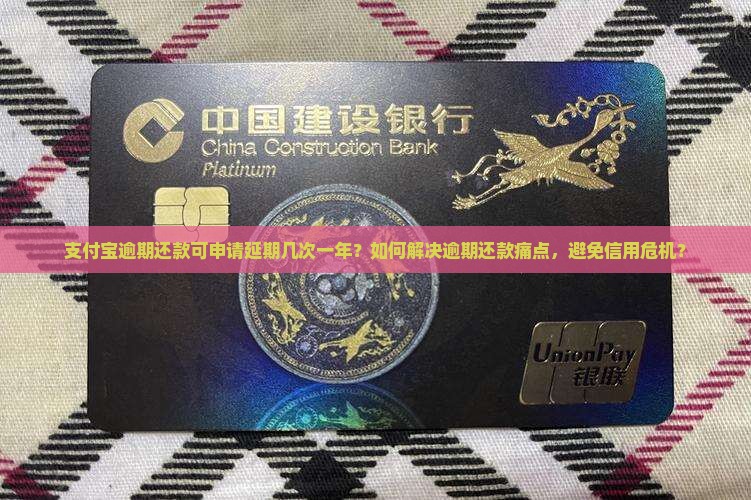 中国建设银行
China Construction Bank
Platinum
支付宝逾期还款可申请延期几次一年？如何解决逾期还款痛点，避免信用危机？
UnionPay
银联